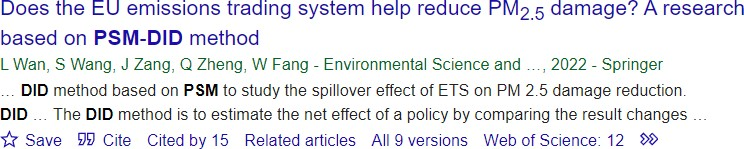 Does the EU emissions trading system help reduce PM2.5 damage? A research
based on PSM-DID method
L Wan, S Wang, J Zang, Q Zheng, W Fang - Environmental Science and …, 2022 - Springer
… DID method based on PSM to study the spillover effect of ETS on PM 2.5 damage reduction.
DID … The DID method is to estimate the net effect of a policy by comparing the result changes …
Save Cite Cited by 15 Related articles All 9 versions Web of Science: 12